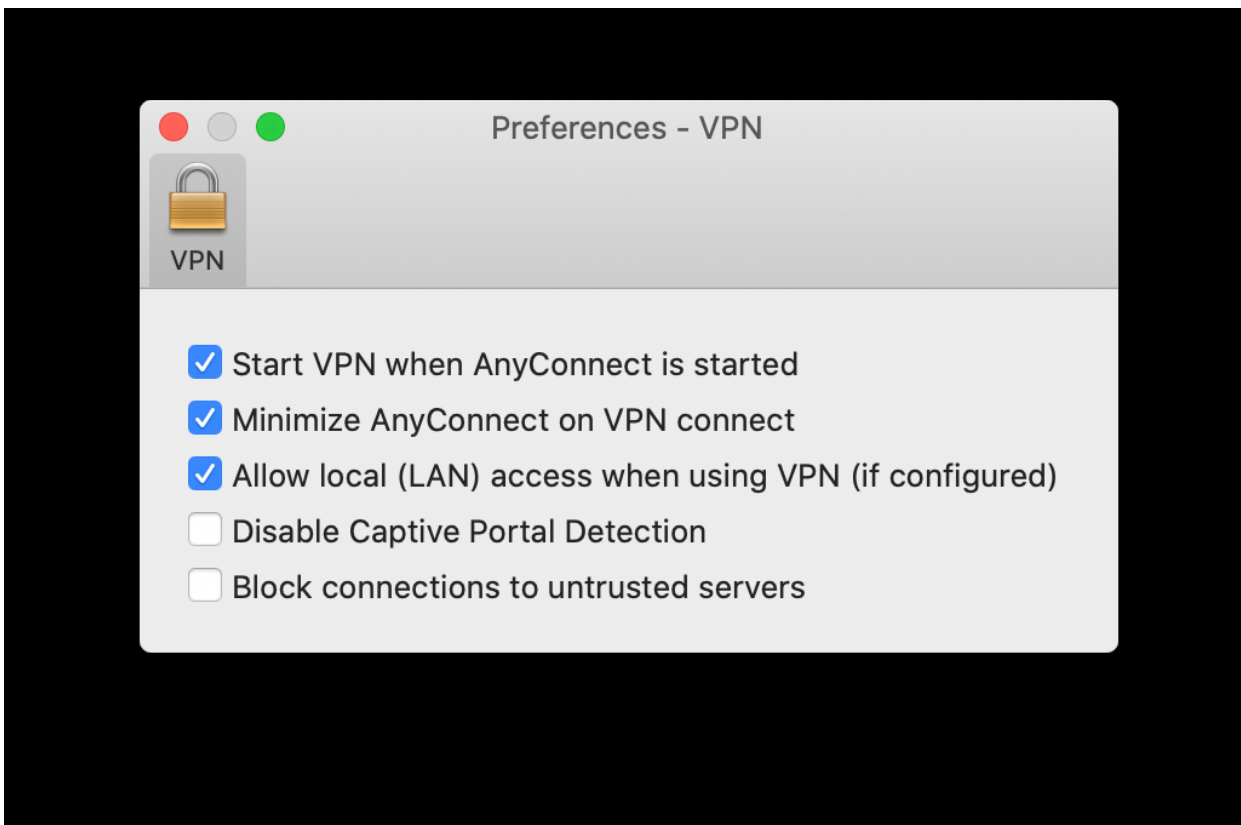 Preferences - VPN
VPN
Start VPN when AnyConnect is started
Minimize AnyConnect on VPN connect
Allow local (LAN) access when using VPN (if configured)
Disable Captive Portal Detection
Block connections to untrusted servers